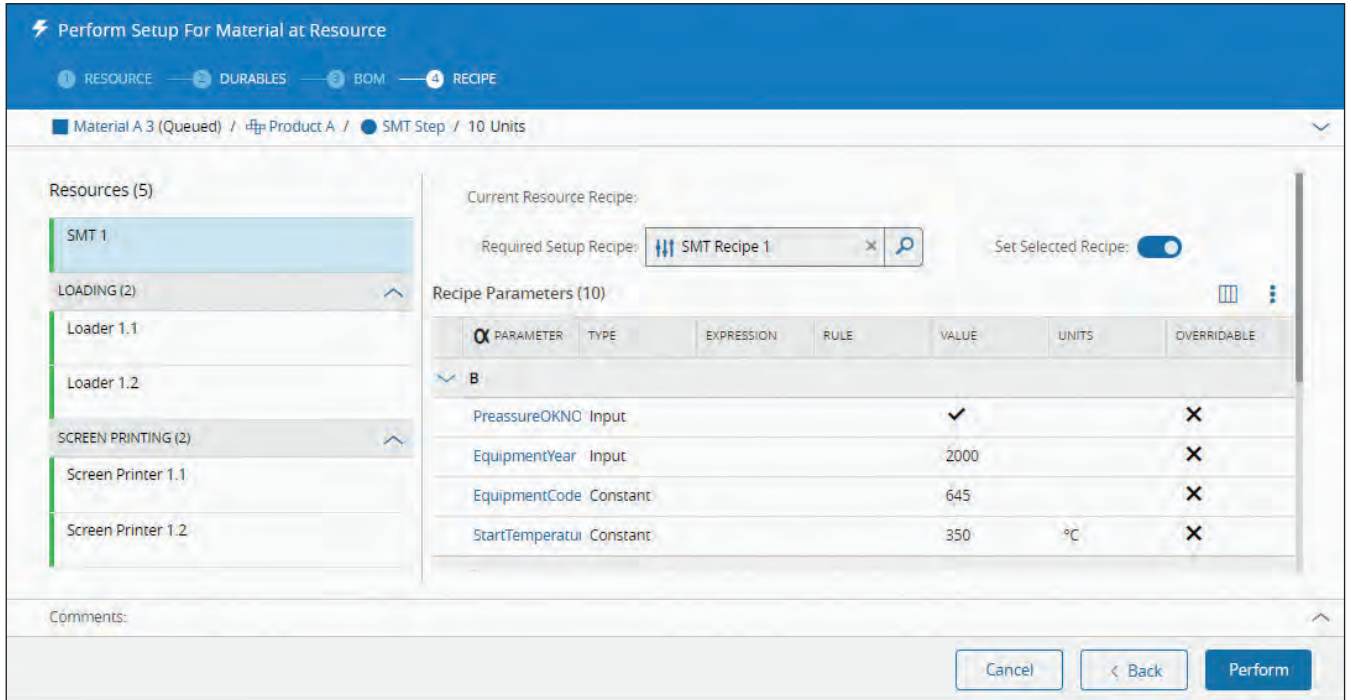 Perform Setup For Material at Resource
1 RESOURCE 2 DURABLES 3 BOM 4 RECIPE
Material A 3 (Queued) / Product A / SMT Step / 10 Units
Resources (5)
SMT 1
LOADING (2)
Loader 1.1
Loader 1.2
SCREEN PRINTING (2)
Screen Printer 1.1
Screen Printer 1.2
Current Resource Recipe:
Required Setup Recipe: SMT Recipe 1 Set Selected Recipe:
Recipe Parameters (10)
PARAMETER TYPE EXPRESSION RULE VALUE UNITS OVERRIDABLE
B
PreassureOKNO Input
EquipmentYear Input 2000
EquipmentCode Constant 645
StartTemperatu Constant 350 °C
Comments:
Cancel < Back Perform